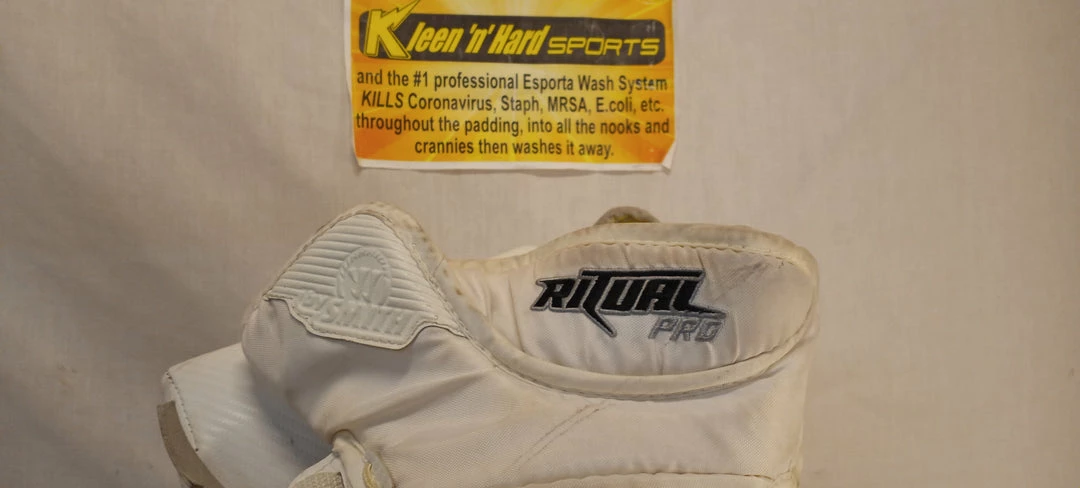 Kleen 'n' Hard SPORTS
and the #1 professional Esporta Wash System
KILLS Coronavirus, Staph, MRSA, E.coli, etc.
throughout the padding, into all the nooks and
crannies then washes it away.
RITUAL
PRO
SMITH